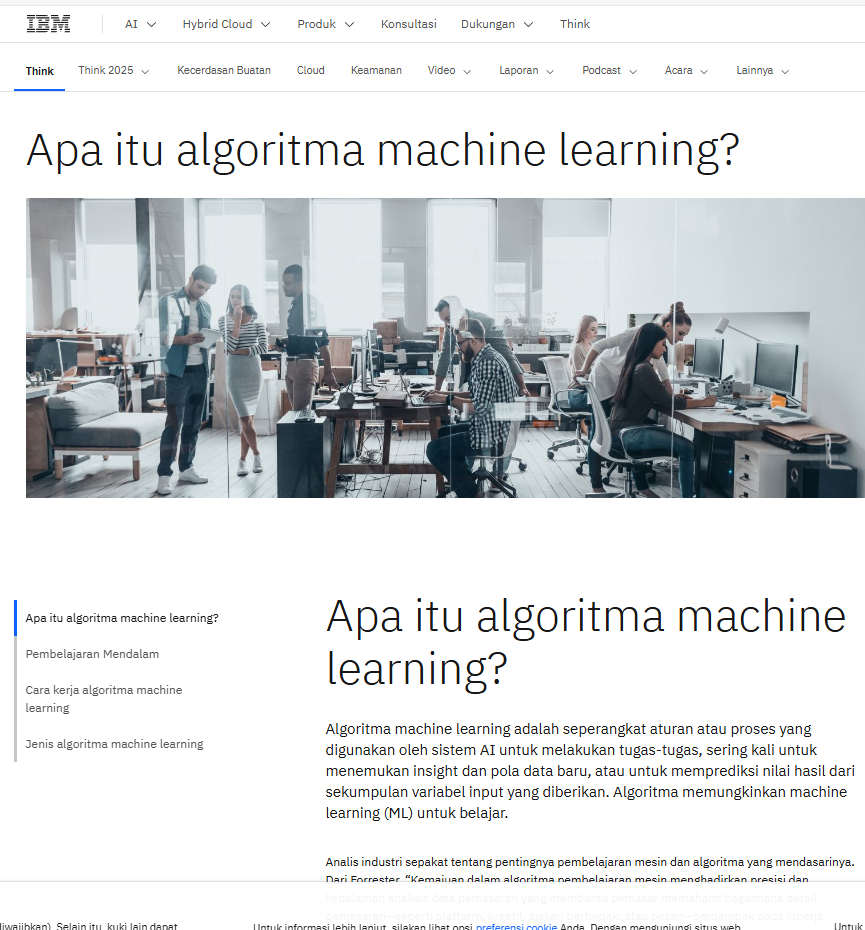 IBM
AI Hybrid Cloud Produk Konsultasi Dukungan Think
Think Think 2025 Kecerdasan Buatan Cloud Keamanan Video Laporan Podcast Acara Lainnya
Apa itu algoritma machine learning?
Apa itu algoritma machine learning?
Pembelajaran Mendalam
Cara kerja algoritma machine
learning
Jenis algoritma machine learning
Apa itu algoritma machine
learning?
Algoritma machine learning adalah seperangkat aturan atau proses yang
digunakan oleh sistem AI untuk melakukan tugas-tugas, sering kali untuk
menemukan insight dan pola data baru, atau untuk memprediksi nilai hasil dari
sekumpulan variabel input yang diberikan. Algoritma memungkinkan machine
learning (ML) untuk belajar.
Analis industri sepakat tentang pentingnya pembelajaran mesin dan algoritma yang mendasarinya.
Dari Forrester, “Kemajuan dalam algoritma pembelajaran mesin menghadirkan presisi dan
kedalaman analisis data pemasaran yang membantu pemasar memahami bagaimana detail
pemasaran—seperti platform, kreatif, ajakan bertindak, atau pesan—berdampak pada kinerja
diwajibkan). Selain itu, kuki lain dapat
Untuk informasi lebih lanjut, silakan lihat opsi preferensi cookie Anda. Dengan mengunjungi situs web
Untuk